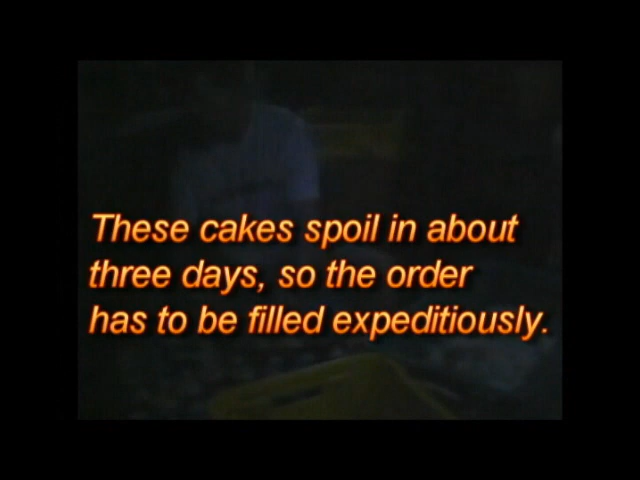 These cakes spoil in about
three days, so the order
has to be filled expeditiously.